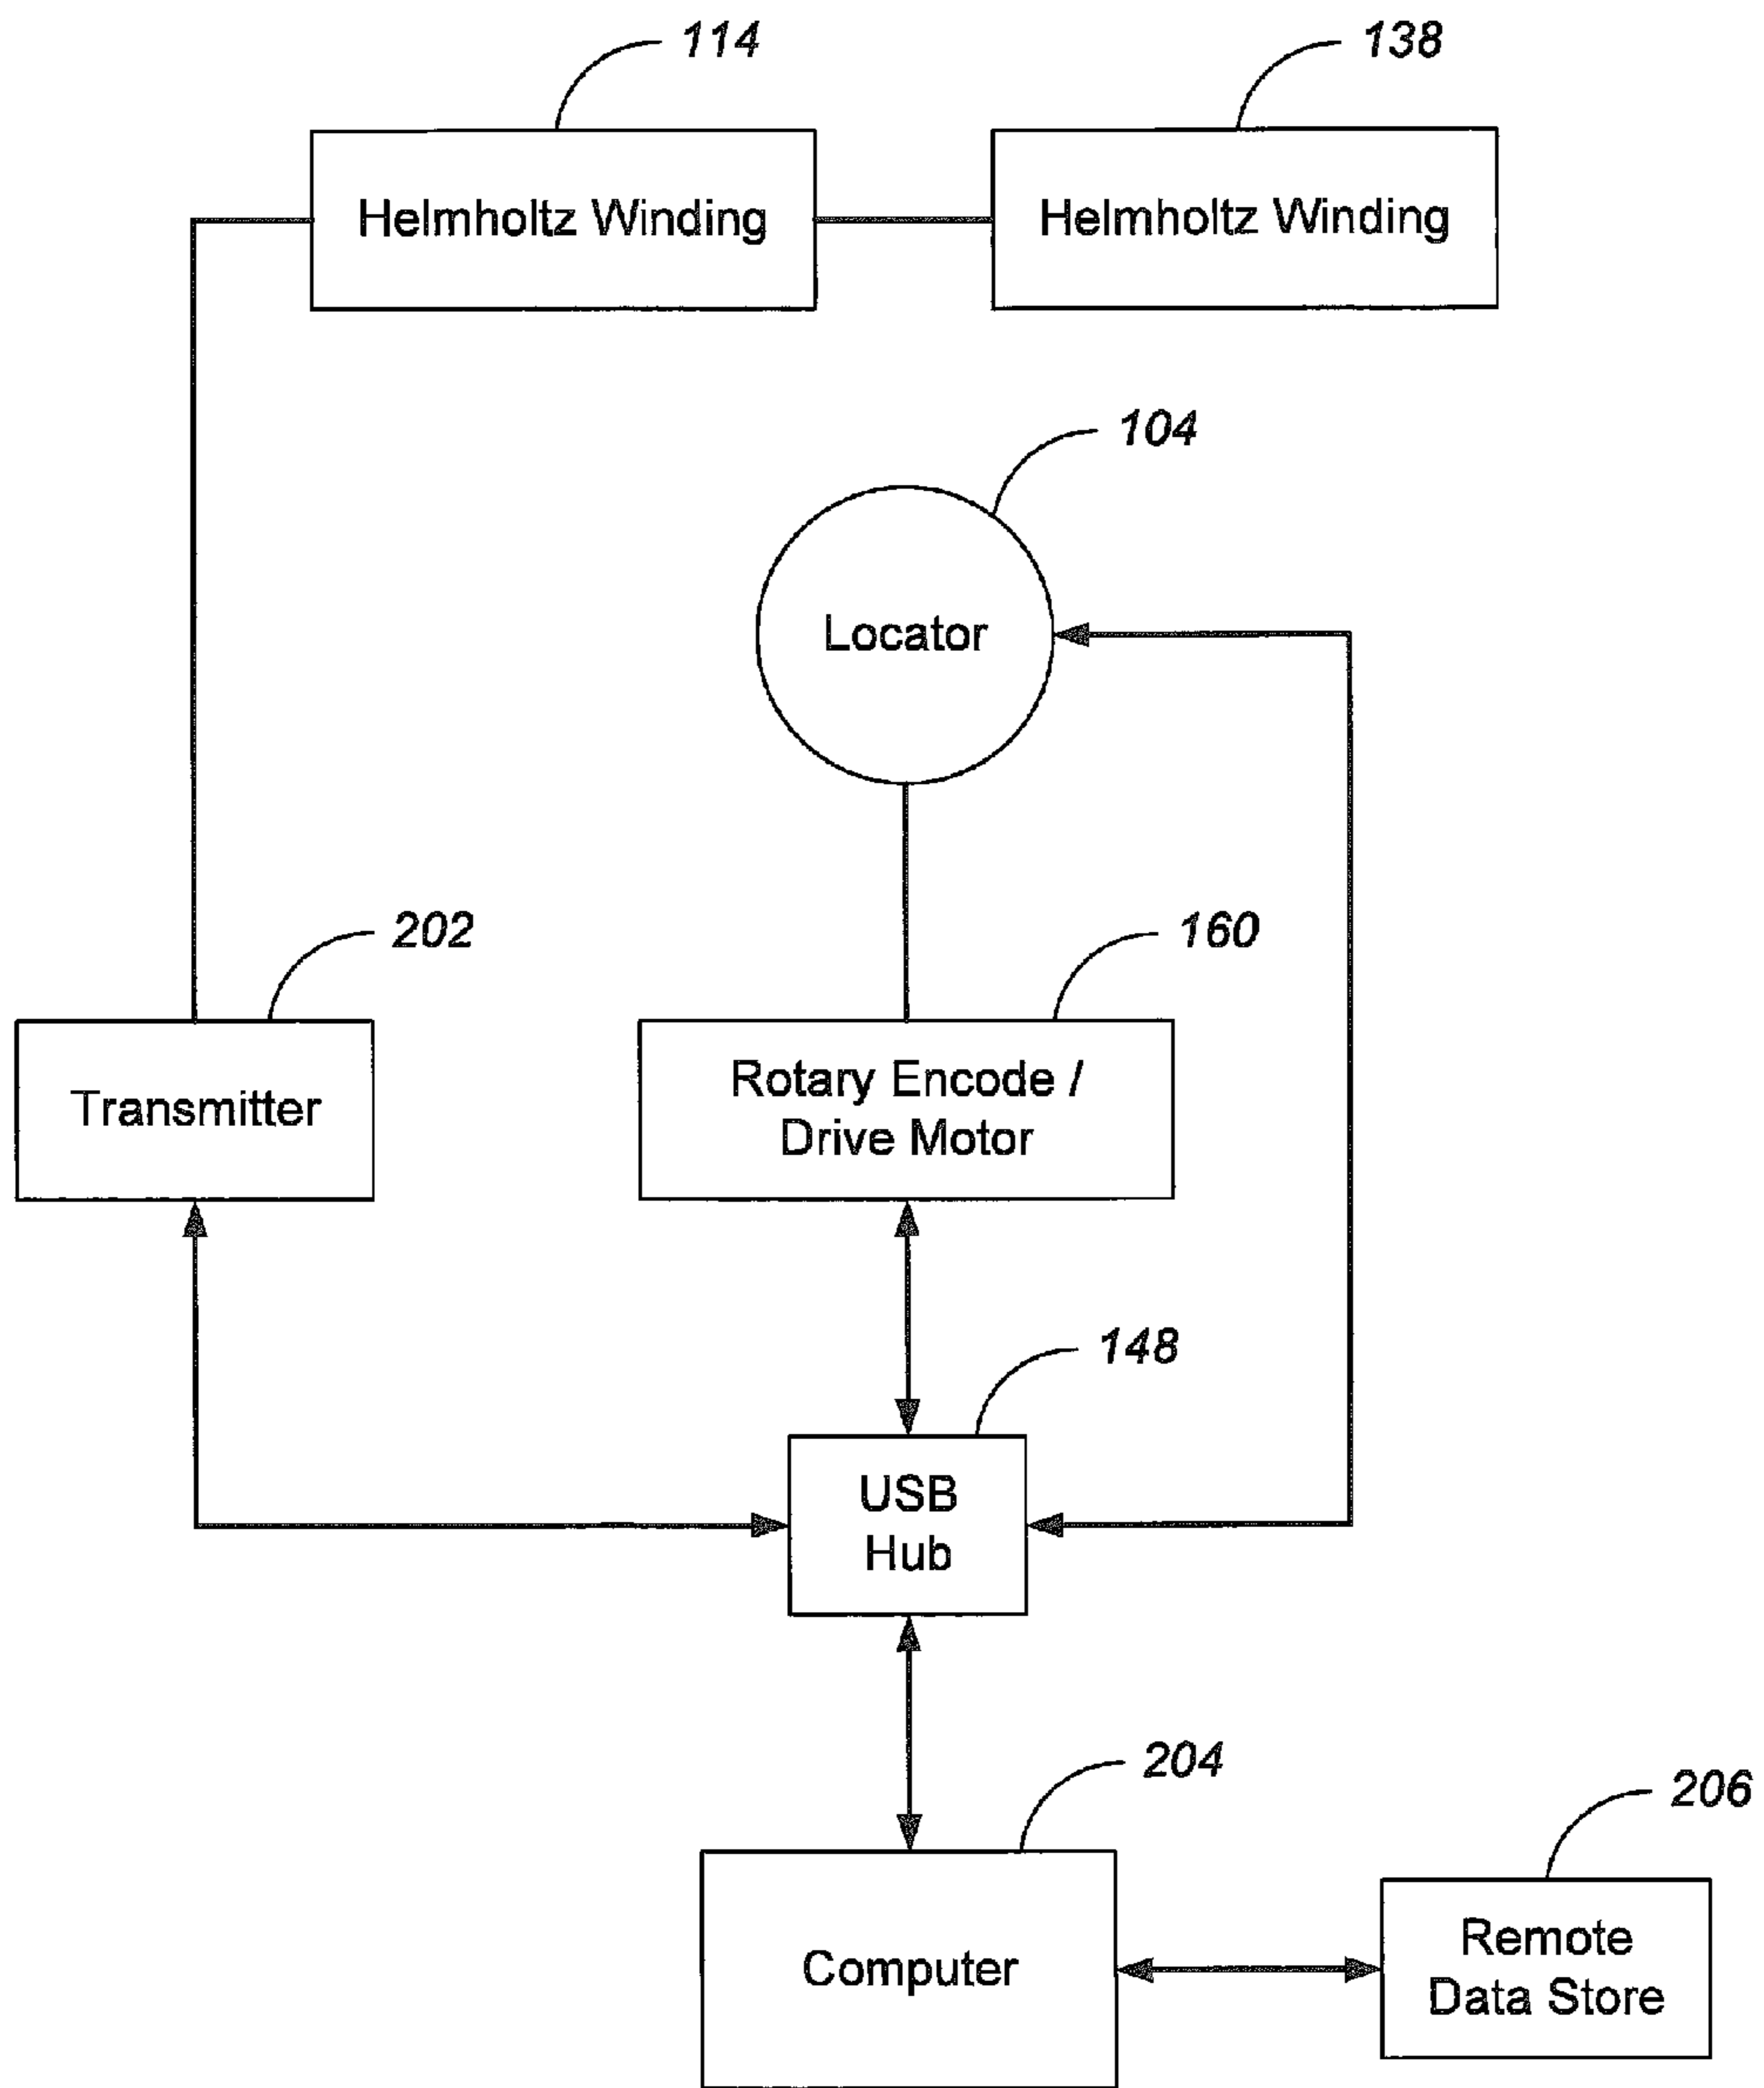 114
138
Helmholtz Winding
Helmholtz Winding
104
Locator
202
160
Transmitter
Rotary Encode /
Drive Motor
148
USB
Hub
204
206
Computer
Remote
Data Store